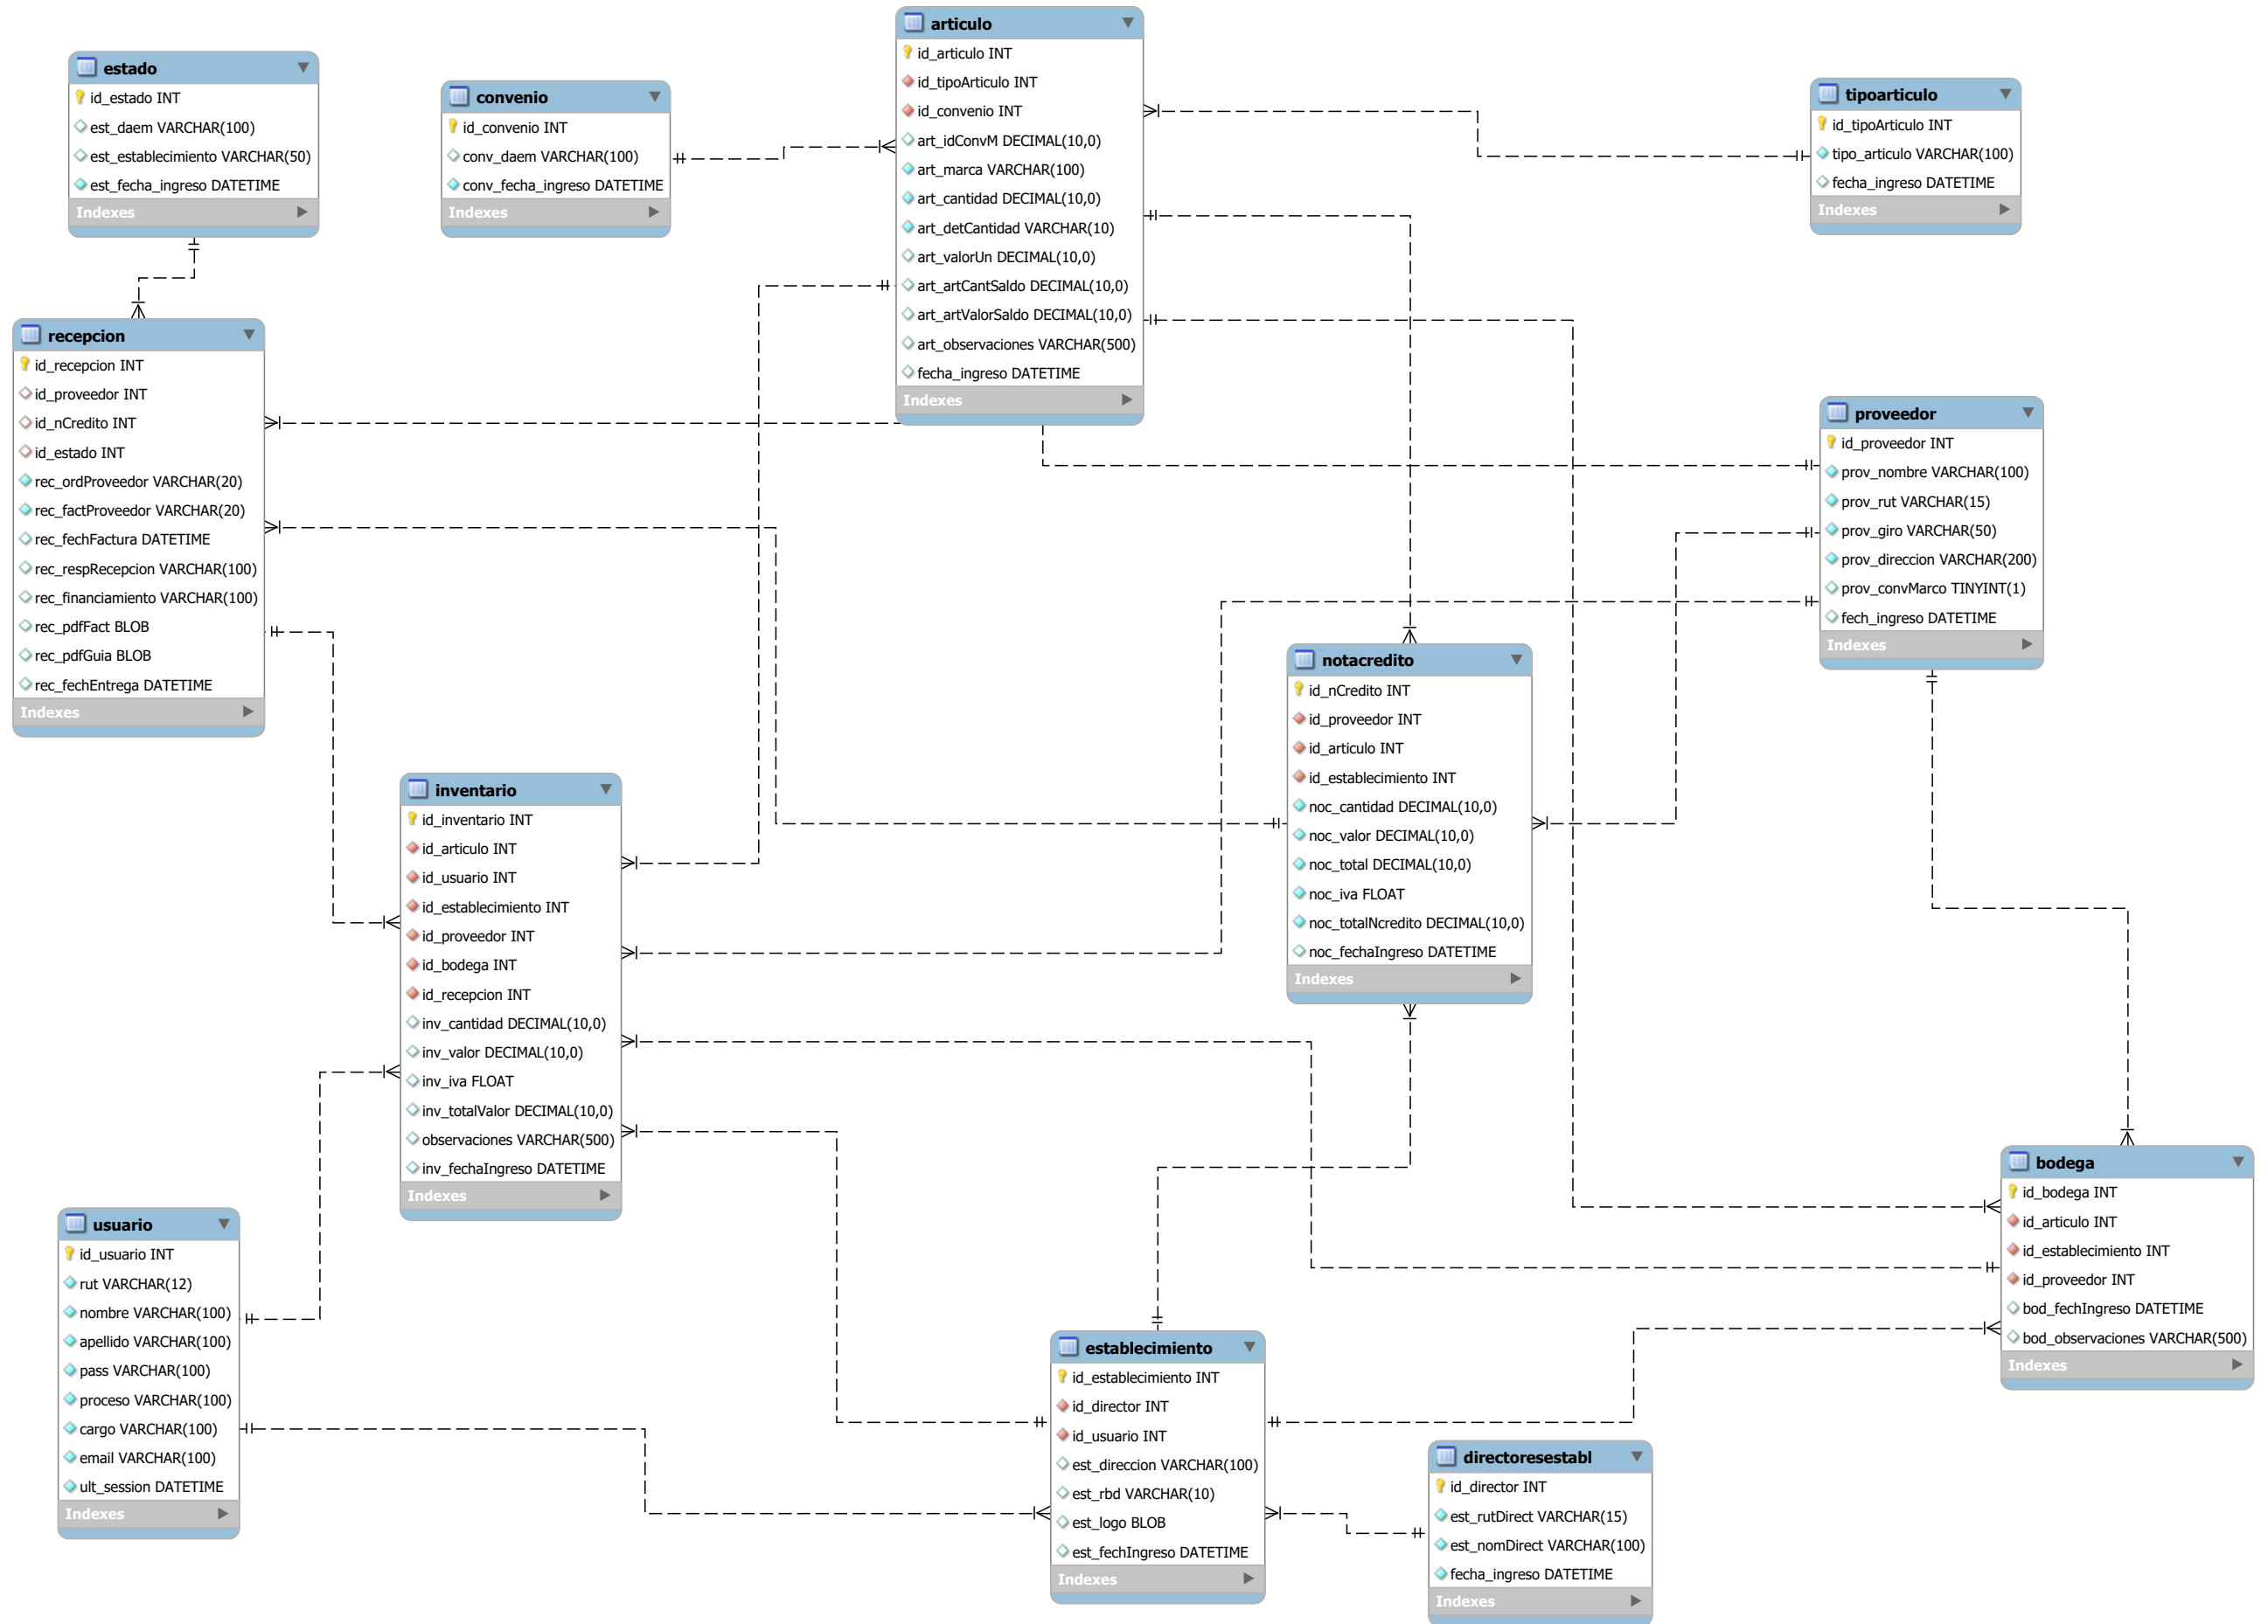 estado
id_estado INT
est_daem VARCHAR(100)
est_establecimiento VARCHAR(50)
est_fecha_ingreso DATETIME
Indexes
convenio
id_convenio INT
conv_daem VARCHAR(100)
conv_fecha_ingreso DATETIME
Indexes
articulo
id_articulo INT
id_tipoArticulo INT
id_convenio INT
art_idConvM DECIMAL(10,0)
art_marca VARCHAR(100)
art_cantidad DECIMAL(10,0)
art_detCantidad VARCHAR(10)
art_valorUn DECIMAL(10,0)
art_artCantSaldo DECIMAL(10,0)
art_artValorSaldo DECIMAL(10,0)
art_observaciones VARCHAR(500)
fecha_ingreso DATETIME
Indexes
tipoarticulo
id_tipoArticulo INT
tipo_articulo VARCHAR(100)
fecha_ingreso DATETIME
Indexes
recepcion
id_recepcion INT
id_proveedor INT
id_nCredito INT
id_estado INT
rec_ordProveedor VARCHAR(20)
rec_factProveedor VARCHAR(20)
rec_fechFactura DATETIME
rec_respRecepcion VARCHAR(100)
rec_financiamiento VARCHAR(100)
rec_pdfFact BLOB
rec_pdfGuia BLOB
rec_fechEntrega DATETIME
Indexes
proveedor
id_proveedor INT
prov_nombre VARCHAR(100)
prov_rut VARCHAR(15)
prov_giro VARCHAR(50)
prov_direccion VARCHAR(200)
prov_convMarco TINYINT(1)
fech_ingreso DATETIME
Indexes
notacredito
id_nCredito INT
id_proveedor INT
id_articulo INT
id_establecimiento INT
noc_cantidad DECIMAL(10,0)
noc_valor DECIMAL(10,0)
noc_total DECIMAL(10,0)
noc_iva FLOAT
noc_totalNcredito DECIMAL(10,0)
noc_fechaIngreso DATETIME
Indexes
inventario
id_inventario INT
id_articulo INT
id_usuario INT
id_establecimiento INT
id_proveedor INT
id_bodega INT
id_recepcion INT
inv_cantidad DECIMAL(10,0)
inv_valor DECIMAL(10,0)
inv_iva FLOAT
inv_totalValor DECIMAL(10,0)
observaciones VARCHAR(500)
inv_fechaIngreso DATETIME
Indexes
bodega
id_bodega INT
id_articulo INT
id_establecimiento INT
id_proveedor INT
bod_fechIngreso DATETIME
bod_observaciones VARCHAR(500)
Indexes
usuario
id_usuario INT
rut VARCHAR(12)
nombre VARCHAR(100)
apellido VARCHAR(100)
pass VARCHAR(100)
proceso VARCHAR(100)
cargo VARCHAR(100)
email VARCHAR(100)
ult_session DATETIME
Indexes
establecimiento
id_establecimiento INT
id_director INT
id_usuario INT
est_direccion VARCHAR(100)
est_rbd VARCHAR(10)
est_logo BLOB
est_fechIngreso DATETIME
Indexes
directoresestabl
id_director INT
est_rutDirect VARCHAR(15)
est_nomDirect VARCHAR(100)
fecha_ingreso DATETIME
Indexes